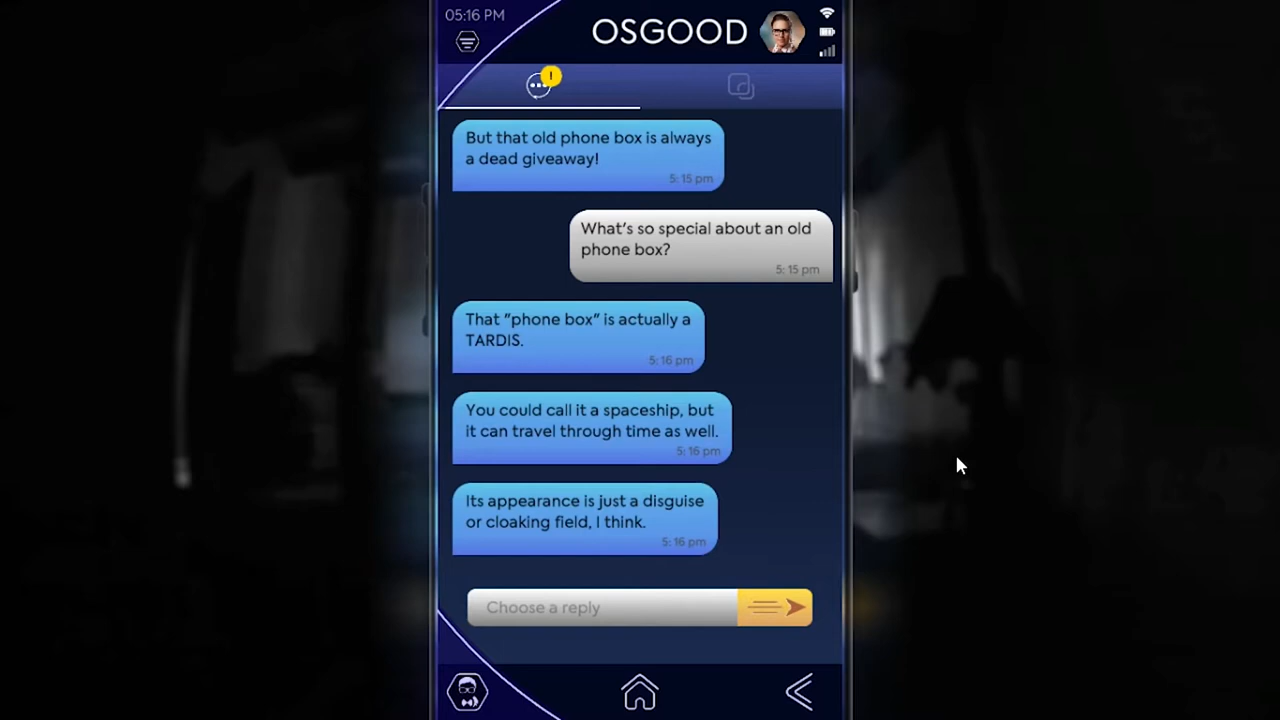 05:16 PM
OSGOOD
!
But that old phone box is always
a dead giveaway!
5: 15 pm
What's so special about an old
phone box?
5: 15 pm
That "phone box" is actually a
TARDIS.
5: 16 pm
You could call it a spaceship, but
it can travel through time as well.
5: 16 pm
Its appearance is just a disguise
or cloaking field, I think.
5: 16 pm
Choose a reply